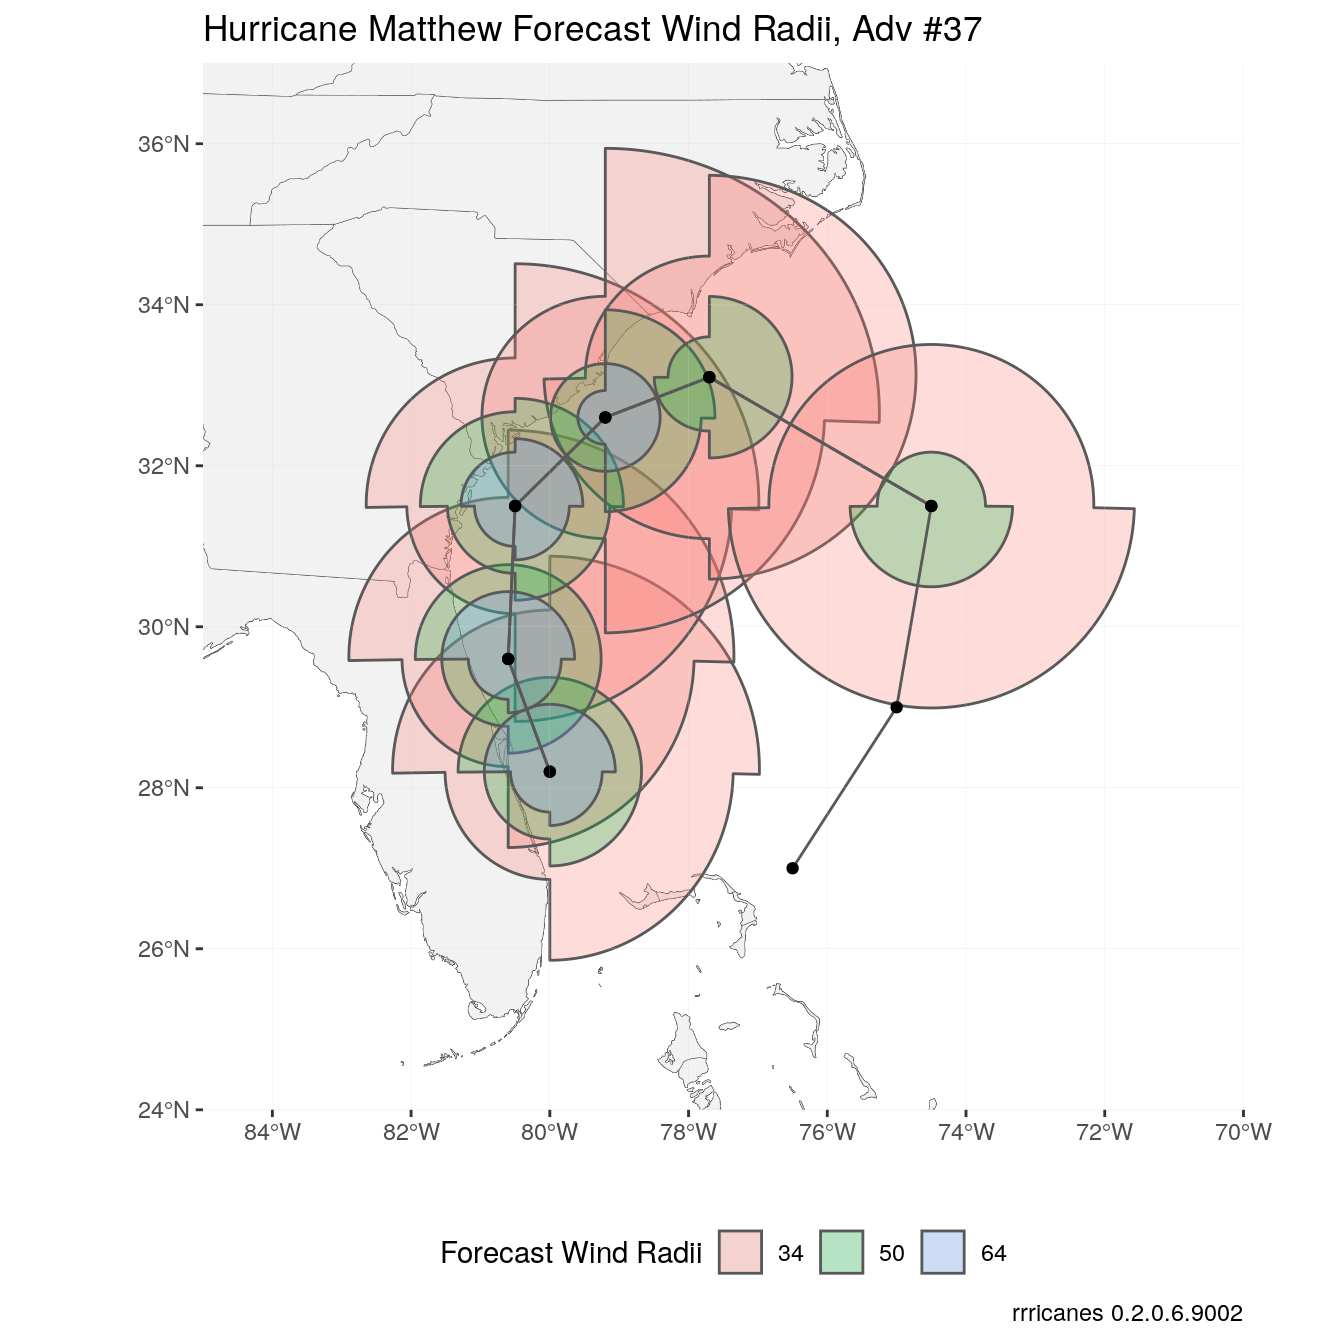 Hurricane Matthew Forecast Wind Radii, Adv #37
36°N
34°N
32°N
30°N
28°N
26°N
24°N
84°W 82°W 80°W 78°W 76°W 74°W 72°W 70°W
Forecast Wind Radii 34 50 64
rrricanes 0.2.0.6.9002